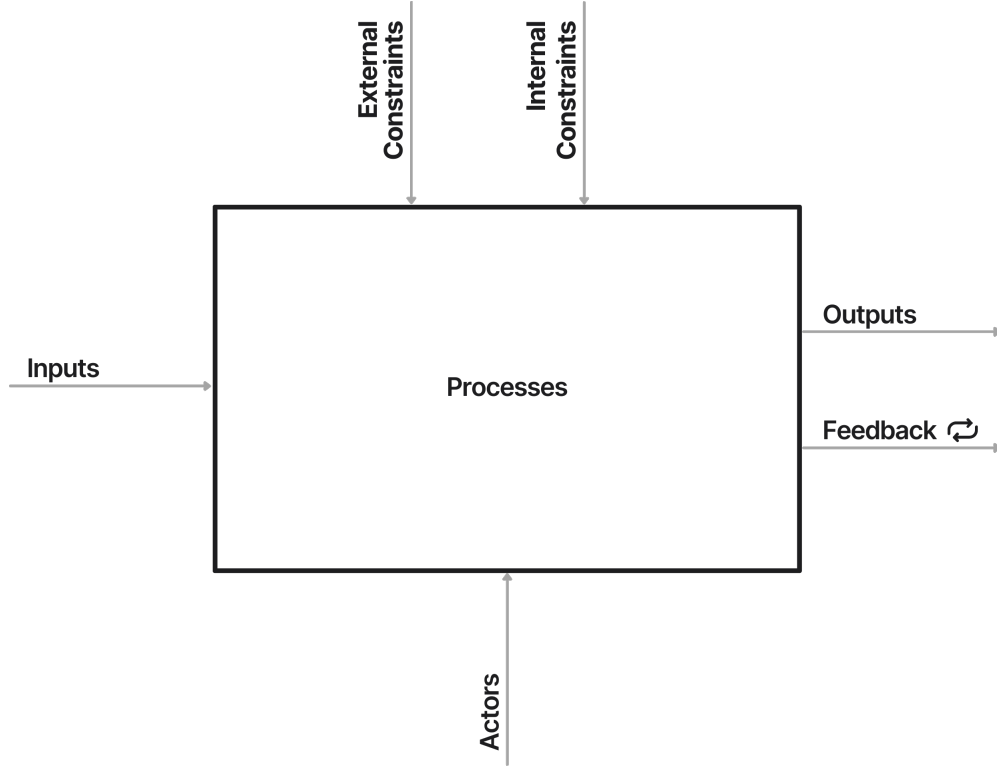 External
Constraints
Internal
Constraints
Inputs
Processes
Outputs
Feedback
Actors